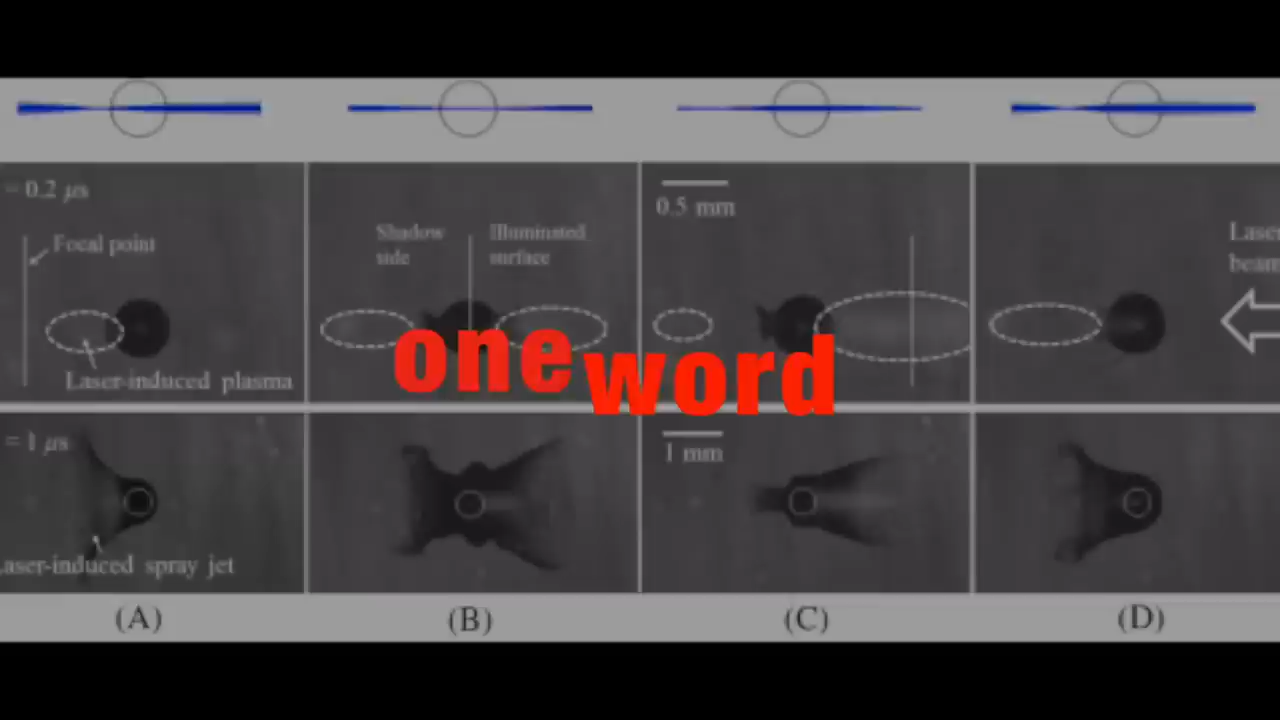 = 0.2 µs
Focal point
Laser-induced plasma
Shadow
side
Illuminated
surface
0.5 mm
Laser
beam
one word
= 1 µs
Laser-induced spray jet
1 mm
(A) (B) (C) (D)